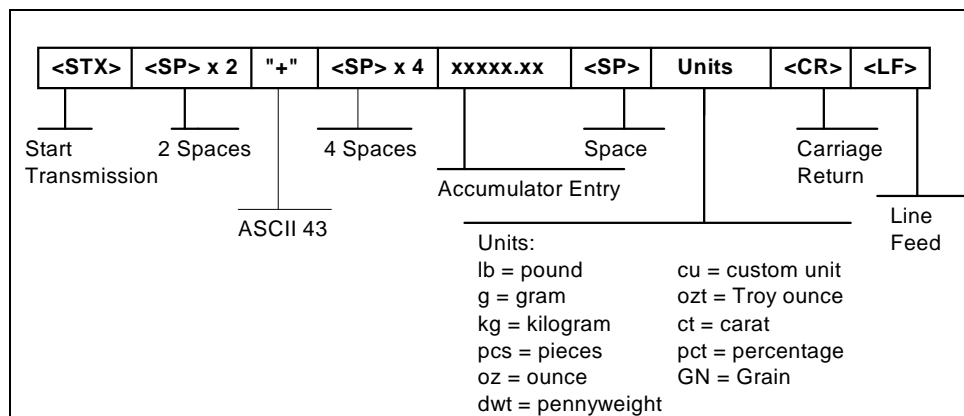 <STX> <SP> x 2 "+" <SP> x 4 xxxxx.xx <SP> Units <CR> <LF>
Start Transmission
2 Spaces
4 Spaces
Space
Carriage Return
Accumulator Entry
ASCII 43
Line Feed
Units:
lb = pound
g = gram
kg = kilogram
pcs = pieces
oz = ounce
dwt = pennyweight
cu = custom unit
ozt = Troy ounce
ct = carat
pct = percentage
GN = Grain